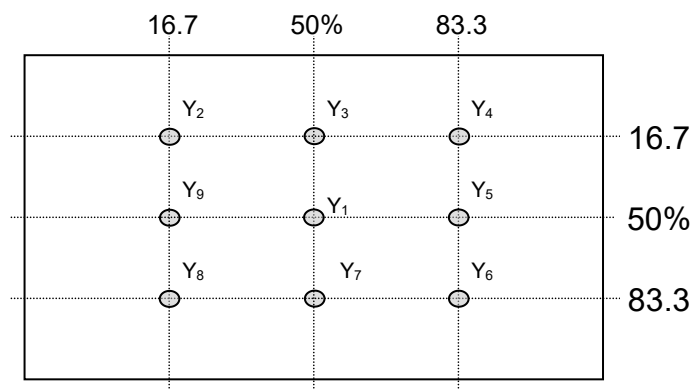 16.7 50% 83.3
Y₂ Y₃ Y₄
16.7
Y₉ Y₁ Y₅
50%
Y₈ Y₇ Y₆
83.3